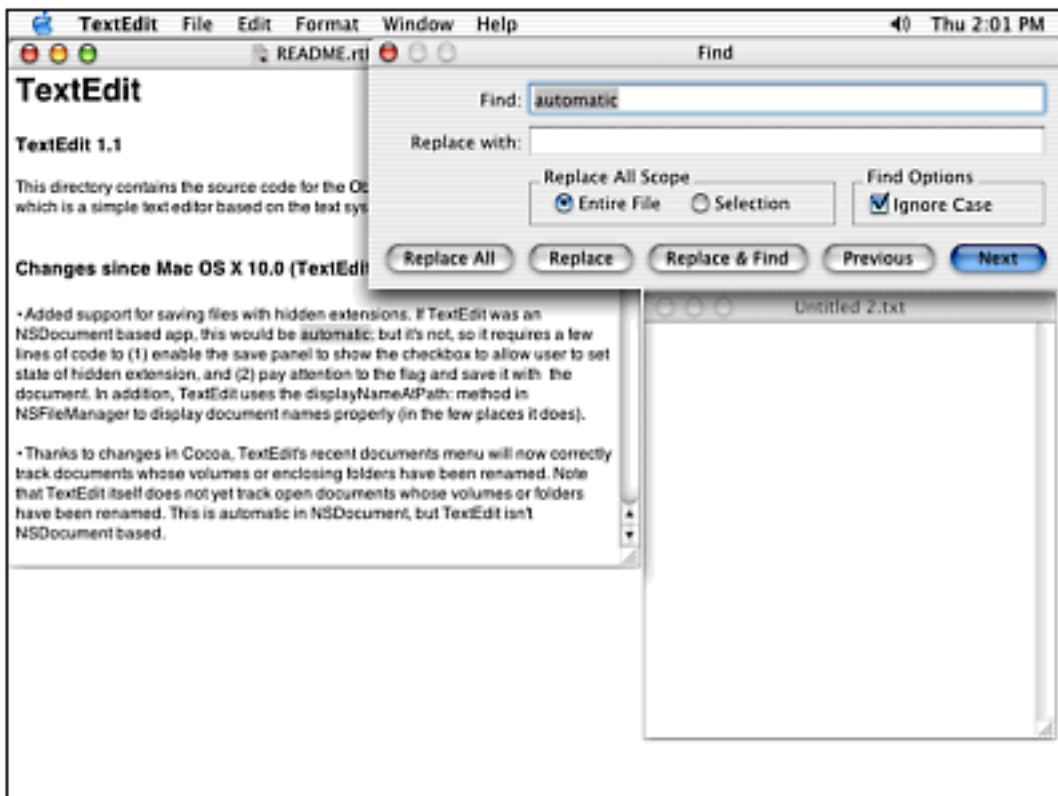 TextEdit File Edit Format Window Help Thu 2:01 PM
README.rt
TextEdit
TextEdit 1.1
This directory contains the source code for the Ob
which is a simple text editor based on the text sys
Changes since Mac OS X 10.0 (TextEdit
•Added support for saving files with hidden extensions. If TextEdit was an
NSDocument based app, this would be automatic; but it's not, so it requires a few
lines of code to (1) enable the save panel to show the checkbox to allow user to set
state of hidden extension, and (2) pay attention to the flag and save it with the
document. In addition, TextEdit uses the displayNameAtPath: method in
NSFileManager to display document names properly (in the few places it does).
•Thanks to changes in Cocoa, TextEdit's recent documents menu will now correctly
track documents whose volumes or enclosing folders have been renamed. Note
that TextEdit itself does not yet track open documents whose volumes or folders
have been renamed. This is automatic in NSDocument, but TextEdit isn't
NSDocument based.
Find
Find: automatic
Replace with:
Replace All Scope Find Options
Entire File Selection Ignore Case
Replace All Replace Replace & Find Previous Next
Untitled 2.txt